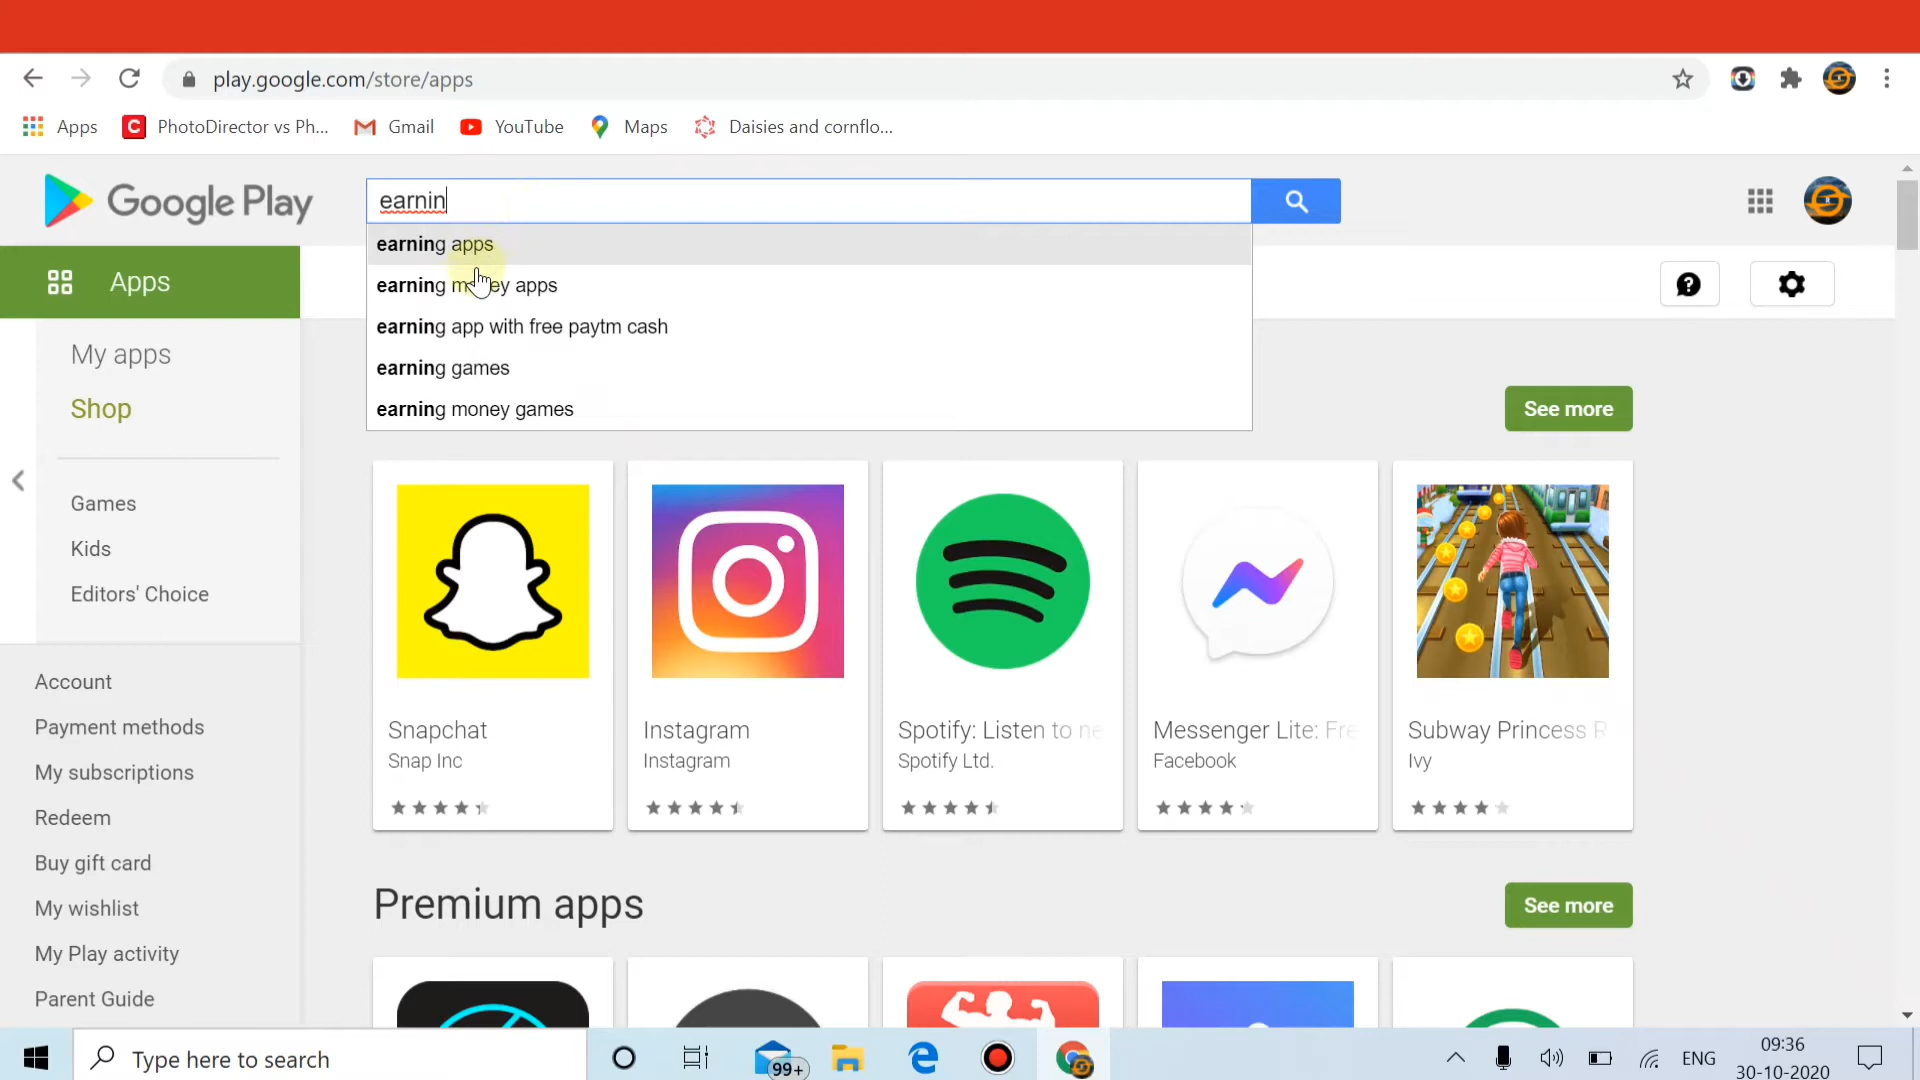 play.google.com/store/apps
Apps
PhotoDirector vs Ph...
Gmail
YouTube
Maps
Daisies and cornflo...
Google Play
earnin
earning apps
earning money apps
earning app with free paytm cash
earning games
earning money games
Apps
My apps
Shop
See more
Games
Kids
Editors' Choice
Account
Payment methods
My subscriptions
Redeem
Buy gift card
My wishlist
My Play activity
Parent Guide
Snapchat
Snap Inc
Instagram
Instagram
Spotify: Listen to ne
Spotify Ltd.
Messenger Lite: Fre
Facebook
Subway Princess R
Ivy
Premium apps
See more
Type here to search
99+
ENG
09:36
30-10-2020